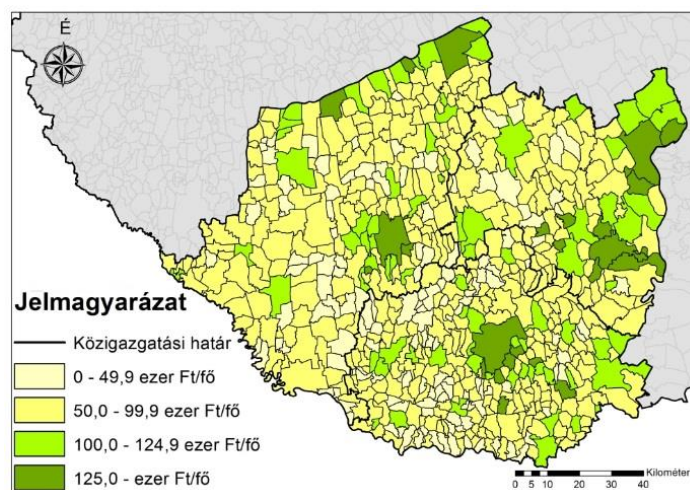 É
Jelmagyarázat
Közigazgatási határ
0 - 49,9 ezer Ft/fő
50,0 - 99,9 ezer Ft/fő
100,0 - 124,9 ezer Ft/fő
125,0 - ezer Ft/fő
Kilométer
0 5 10 20 30 40